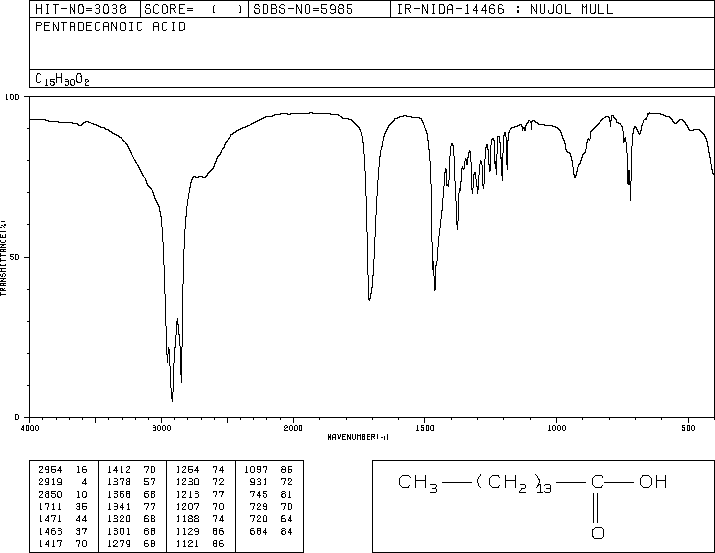 HIT-NO=3038 SCORE= ( ) SDBS-NO=5985 IR-NIDA-14466 : NUJOL MULL
PENTADECANOIC ACID
C15H30O2
100
50
0
TRANSMITTANCE(%)
4000 3000 2000 1500 1000 500
WAVENUMBER(-1)
2954 16 1412 70 1254 74 1097 86
2919 4 1378 57 1230 72 931 72
2850 10 1368 68 1213 77 745 81
1711 35 1341 77 1207 70 729 70
1471 44 1320 68 1188 74 720 64
1463 37 1301 68 1129 86 684 84
1417 70 1279 68 1121 86
CH3—(CH2)13—C—OH
O